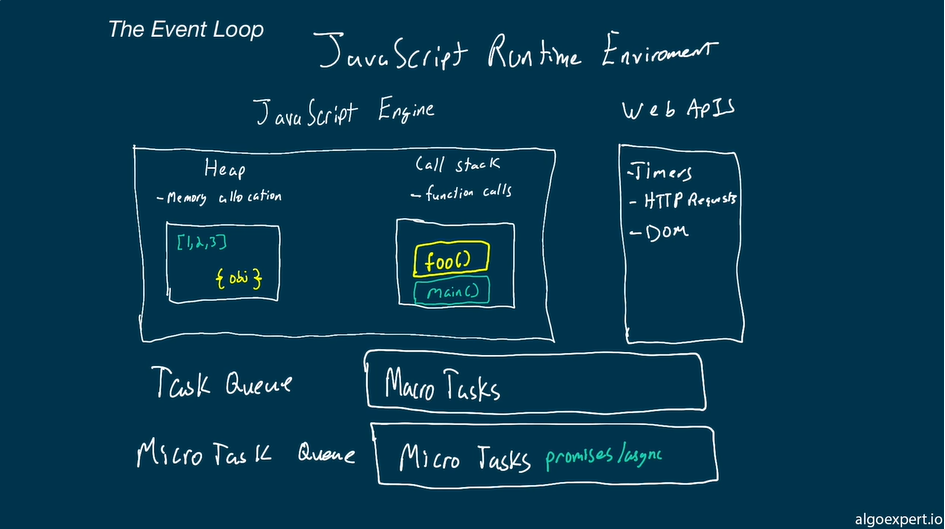 The Event Loop
JavaScript Runtime Enviroment
JavaScript Engine
Web APIS
Heap
- Memory allocation
[1,2,3]
{obj}
Call stack
- function calls
foo()
main()
- Timers
- HTTP Requests
- DOM
Task Queue
Macro Tasks
Micro Task Queue
Micro Tasks promises/async
algoexpert.io